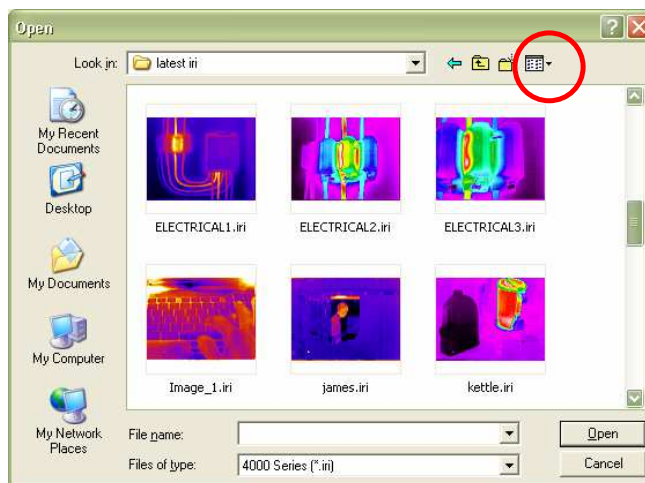 Open
Look in:
latest iri
My Recent
Documents
Desktop
My Documents
My Computer
My Network
Places
ELECTRICAL1.iri
ELECTRICAL2.iri
ELECTRICAL3.iri
Image_1.iri
james.iri
kettle.iri
File name:
Open
Files of type:
4000 Series (*.iri)
Cancel